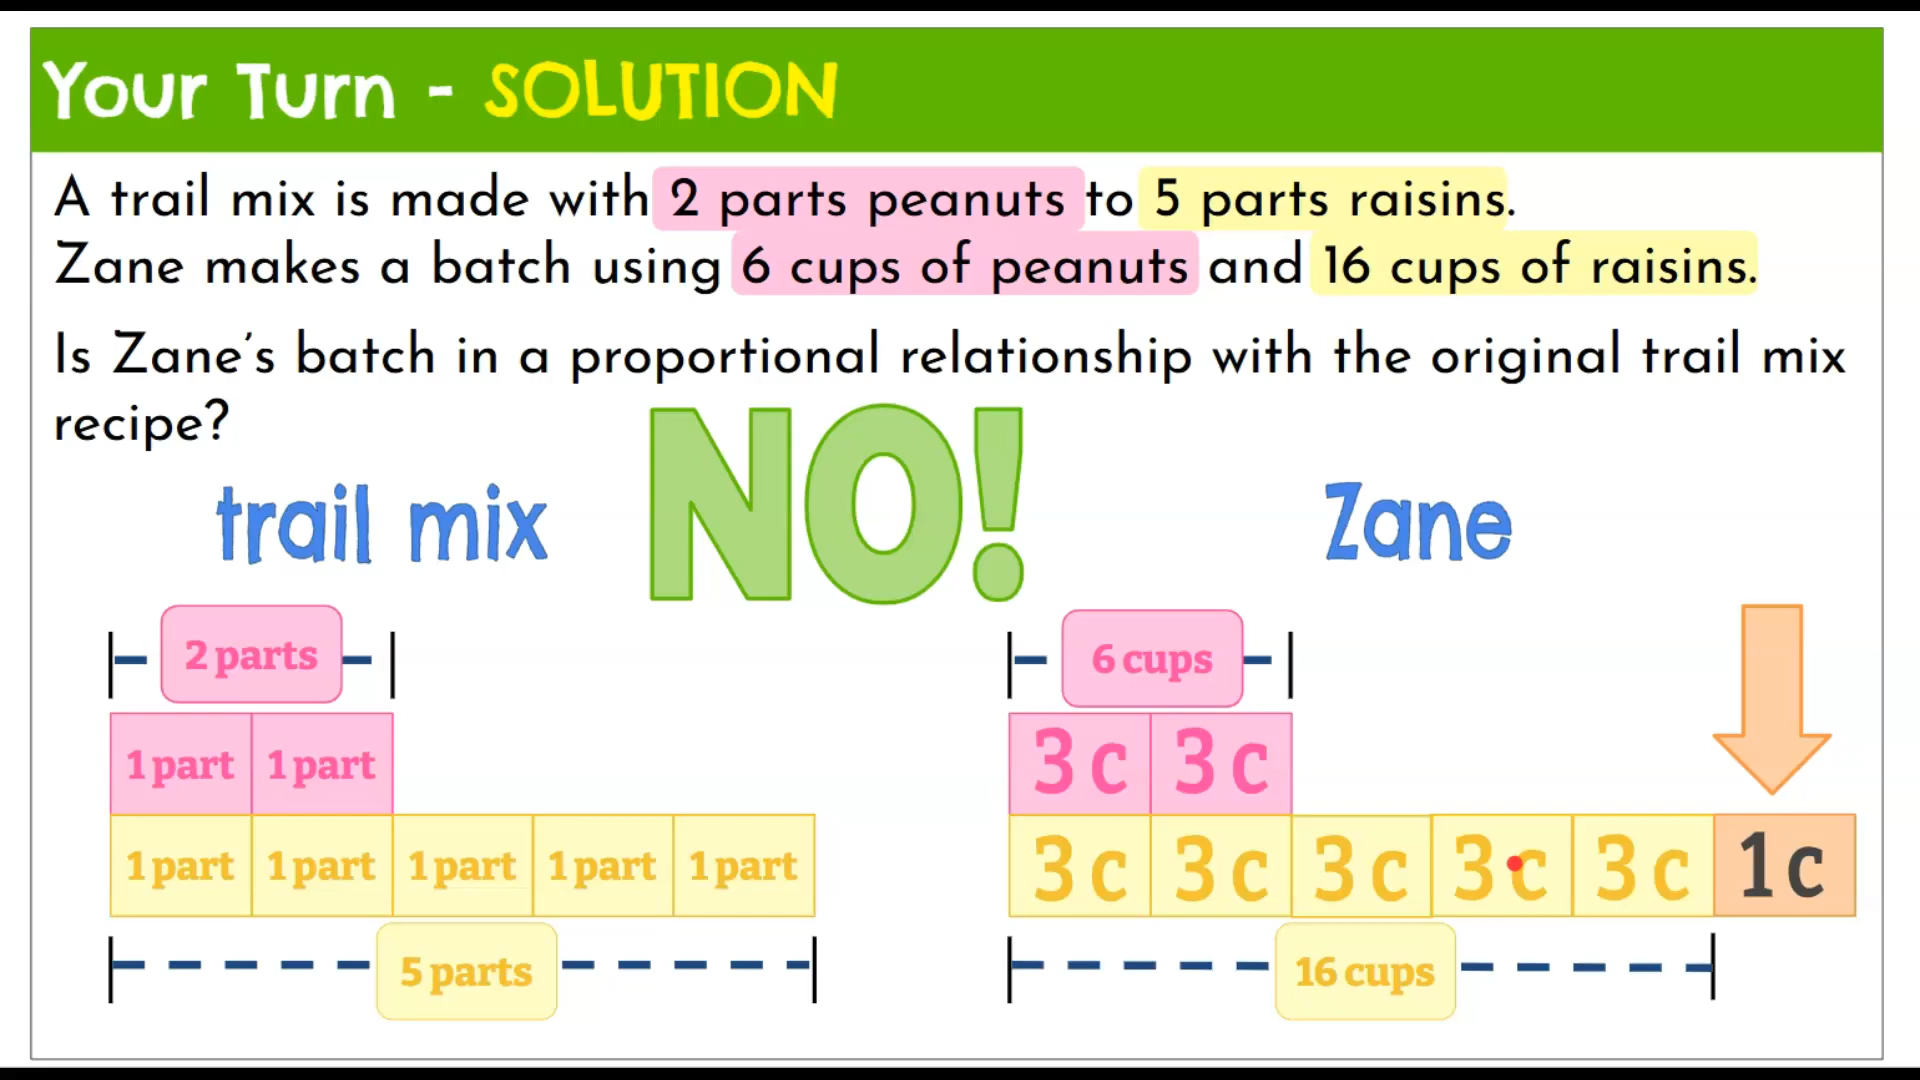 Your Turn - SOLUTION
A trail mix is made with 2 parts peanuts to 5 parts raisins.
Zane makes a batch using 6 cups of peanuts and 16 cups of raisins.
Is Zane's batch in a proportional relationship with the original trail mix
recipe?
NO!
trail mix
Zane
2 parts
1 part 1 part
1 part 1 part 1 part 1 part 1 part
5 parts
6 cups
3 c 3 c
3 c 3 c 3 c 3 c 3 c 1 c
16 cups